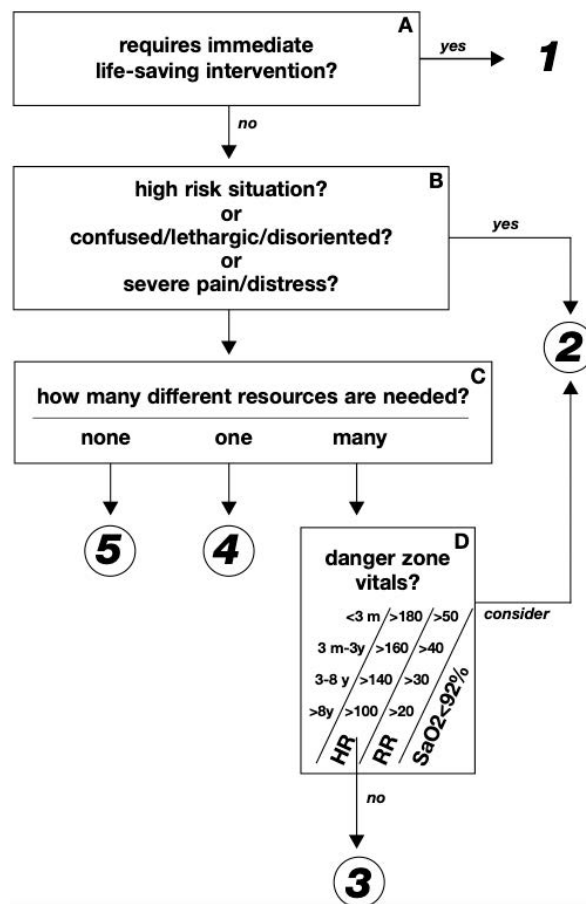 A
requires immediate
life-saving intervention?
yes
1
no
B
high risk situation?
or
confused/lethargic/disoriented?
or
severe pain/distress?
yes
2
C
how many different resources are needed?
none one many
5 4
D
danger zone
vitals?
<3 m >180 >50
3 m-3y >160 >40
3-8 y >140 >30
>8y >100 >20
HR RR SaO2<92%
consider
no
3